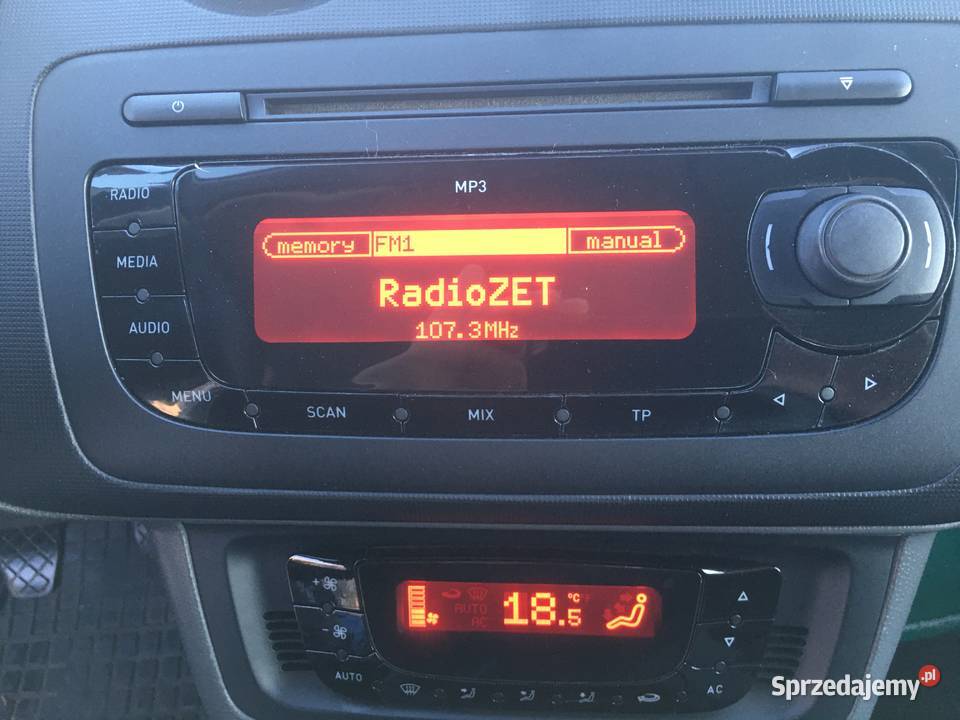 MP3
RADIO
MEDIA
AUDIO
MENU
SCAN
MIX
TP
memory FM1 manual
RadioZET
107.3MHz
AUTO
AC
18.5 °C
AUTO
AC
Sprzedajemy.pl